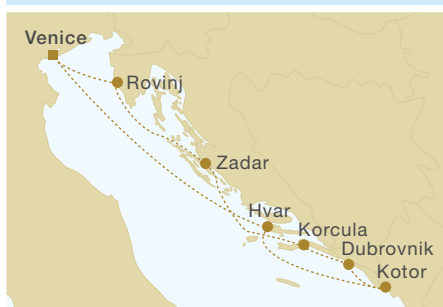 Venice
Rovinj
Zadar
Hvar
Korcula
Dubrovnik
Kotor